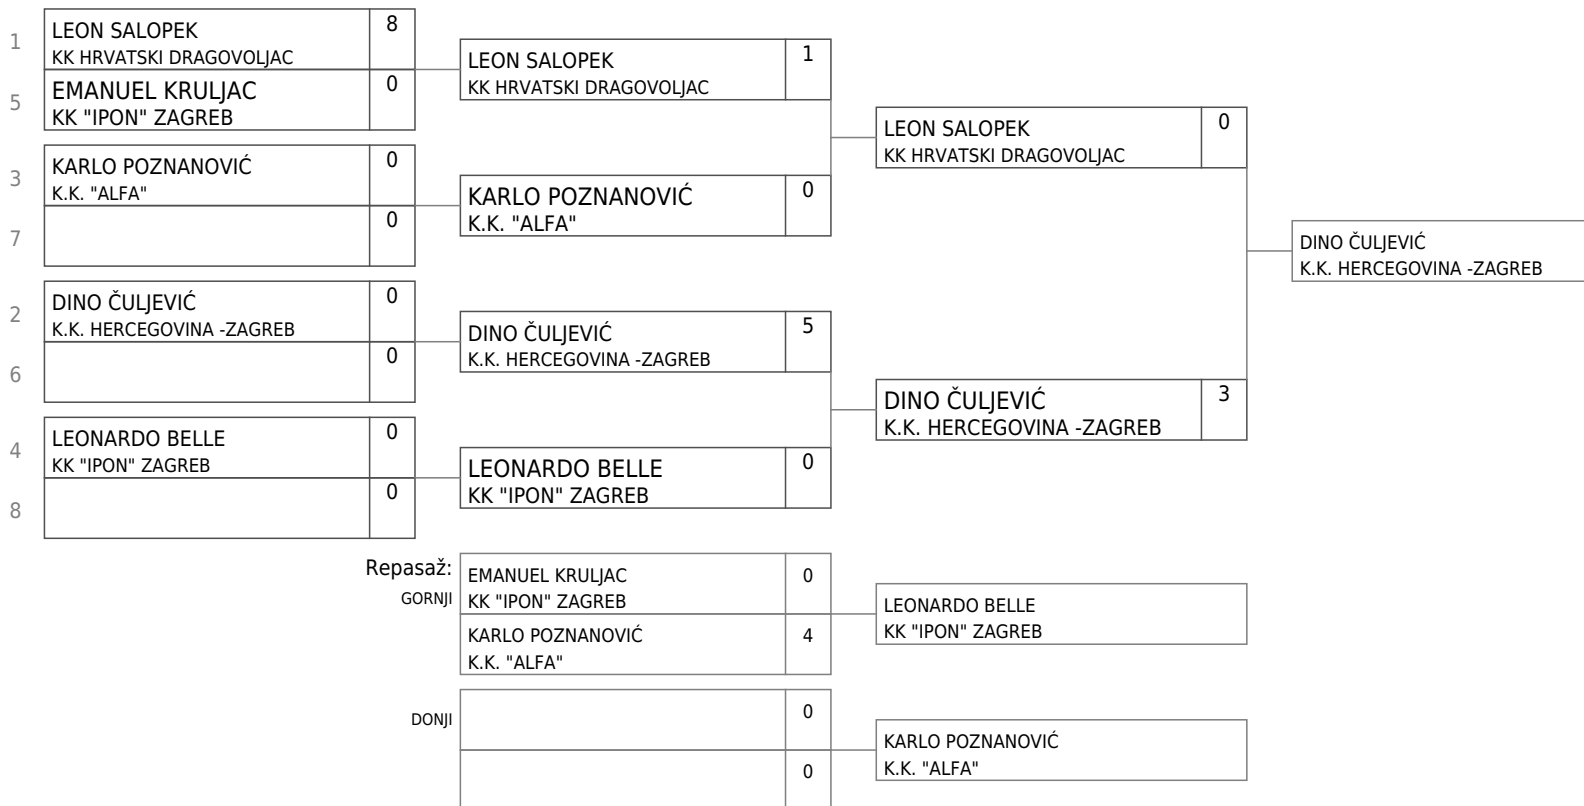 1
LEON SALOPEK
KK HRVATSKI DRAGOVOLJAC
8
5
EMANUEL KRULJAC
KK "IPON" ZAGREB
0
3
KARLO POZNANOVIĆ
K.K. "ALFA"
0
7
0
2
DINO ČULJEVIĆ
K.K. HERCEGOVINA -ZAGREB
0
6
0
4
LEONARDO BELLE
KK "IPON" ZAGREB
0
8
0
LEON SALOPEK
KK HRVATSKI DRAGOVOLJAC
1
KARLO POZNANOVIĆ
K.K. "ALFA"
0
DINO ČULJEVIĆ
K.K. HERCEGOVINA -ZAGREB
5
LEONARDO BELLE
KK "IPON" ZAGREB
0
LEON SALOPEK
KK HRVATSKI DRAGOVOLJAC
0
DINO ČULJEVIĆ
K.K. HERCEGOVINA -ZAGREB
3
DINO ČULJEVIĆ
K.K. HERCEGOVINA -ZAGREB
Repasaž:
GORNJI
EMANUEL KRULJAC
KK "IPON" ZAGREB
0
KARLO POZNANOVIĆ
K.K. "ALFA"
4
LEONARDO BELLE
KK "IPON" ZAGREB
DONJI
0
0
KARLO POZNANOVIĆ
K.K. "ALFA"